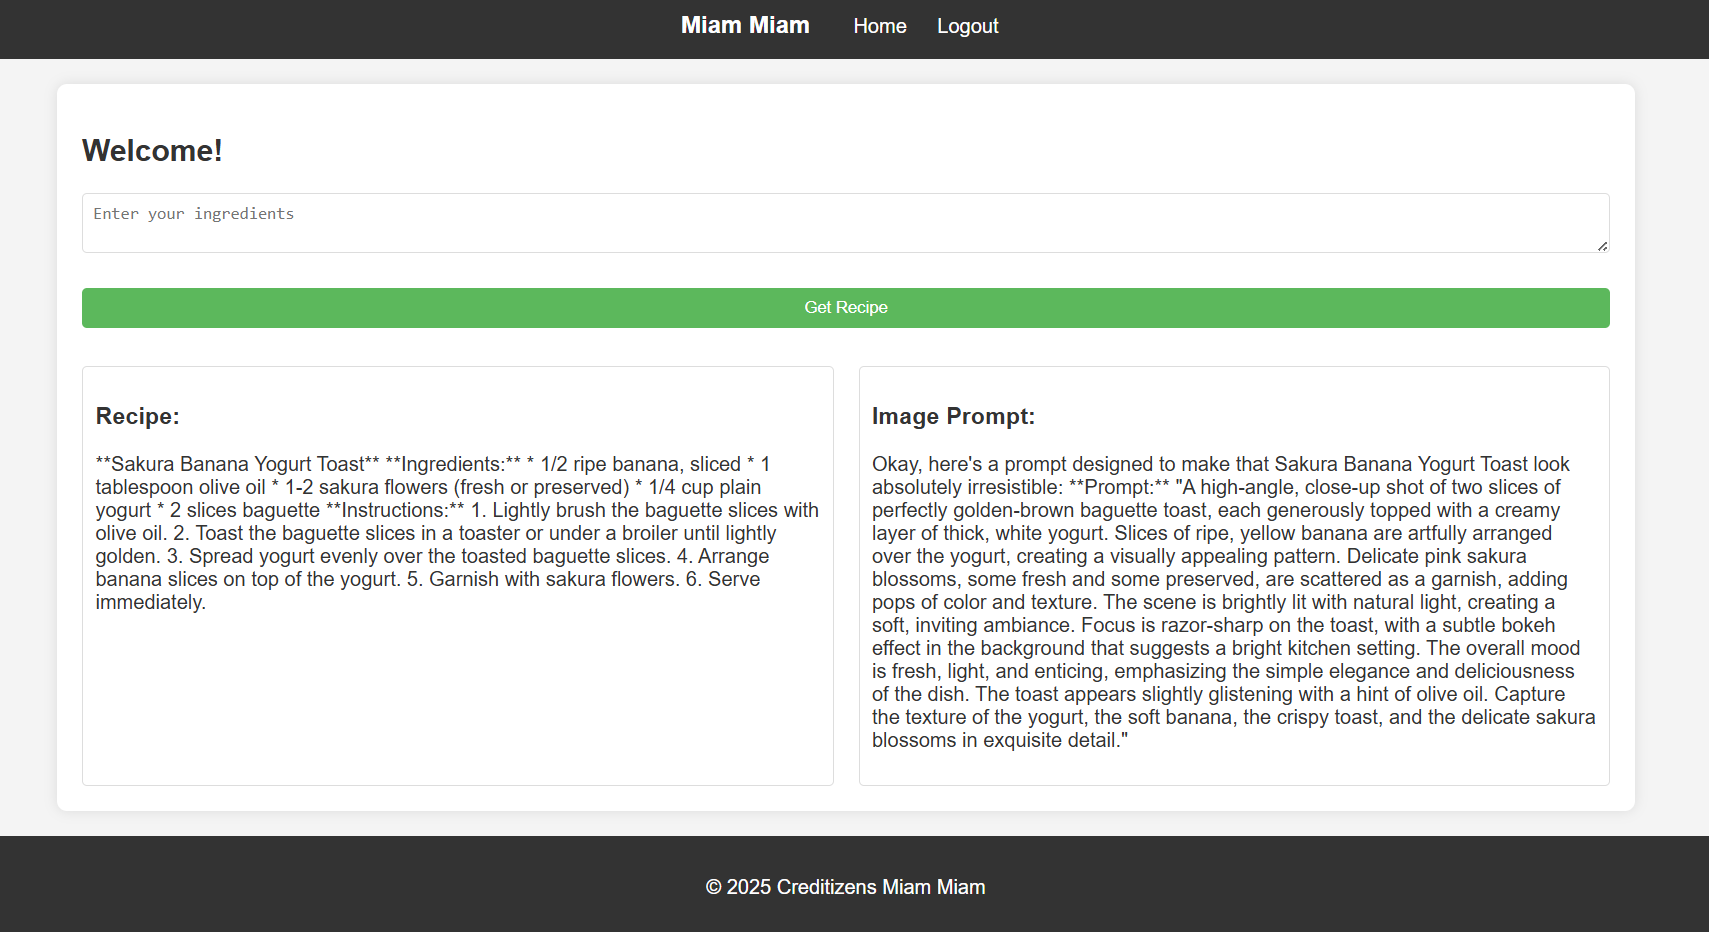 Miam Miam Home Logout
Welcome!
Enter your ingredients
Get Recipe
Recipe:
**Sakura Banana Yogurt Toast** **Ingredients:** * 1/2 ripe banana, sliced * 1
tablespoon olive oil * 1-2 sakura flowers (fresh or preserved) * 1/4 cup plain
yogurt * 2 slices baguette **Instructions:** 1. Lightly brush the baguette slices with
olive oil. 2. Toast the baguette slices in a toaster or under a broiler until lightly
golden. 3. Spread yogurt evenly over the toasted baguette slices. 4. Arrange
banana slices on top of the yogurt. 5. Garnish with sakura flowers. 6. Serve
immediately.
Image Prompt:
Okay, here's a prompt designed to make that Sakura Banana Yogurt Toast look
absolutely irresistible: **Prompt:** "A high-angle, close-up shot of two slices of
perfectly golden-brown baguette toast, each generously topped with a creamy
layer of thick, white yogurt. Slices of ripe, yellow banana are artfully arranged
over the yogurt, creating a visually appealing pattern. Delicate pink sakura
blossoms, some fresh and some preserved, are scattered as a garnish, adding
pops of color and texture. The scene is brightly lit with natural light, creating a
soft, inviting ambiance. Focus is razor-sharp on the toast, with a subtle bokeh
effect in the background that suggests a bright kitchen setting. The overall mood
is fresh, light, and enticing, emphasizing the simple elegance and deliciousness
of the dish. The toast appears slightly glistening with a hint of olive oil. Capture
the texture of the yogurt, the soft banana, the crispy toast, and the delicate sakura
blossoms in exquisite detail."
© 2025 Creditizens Miam Miam